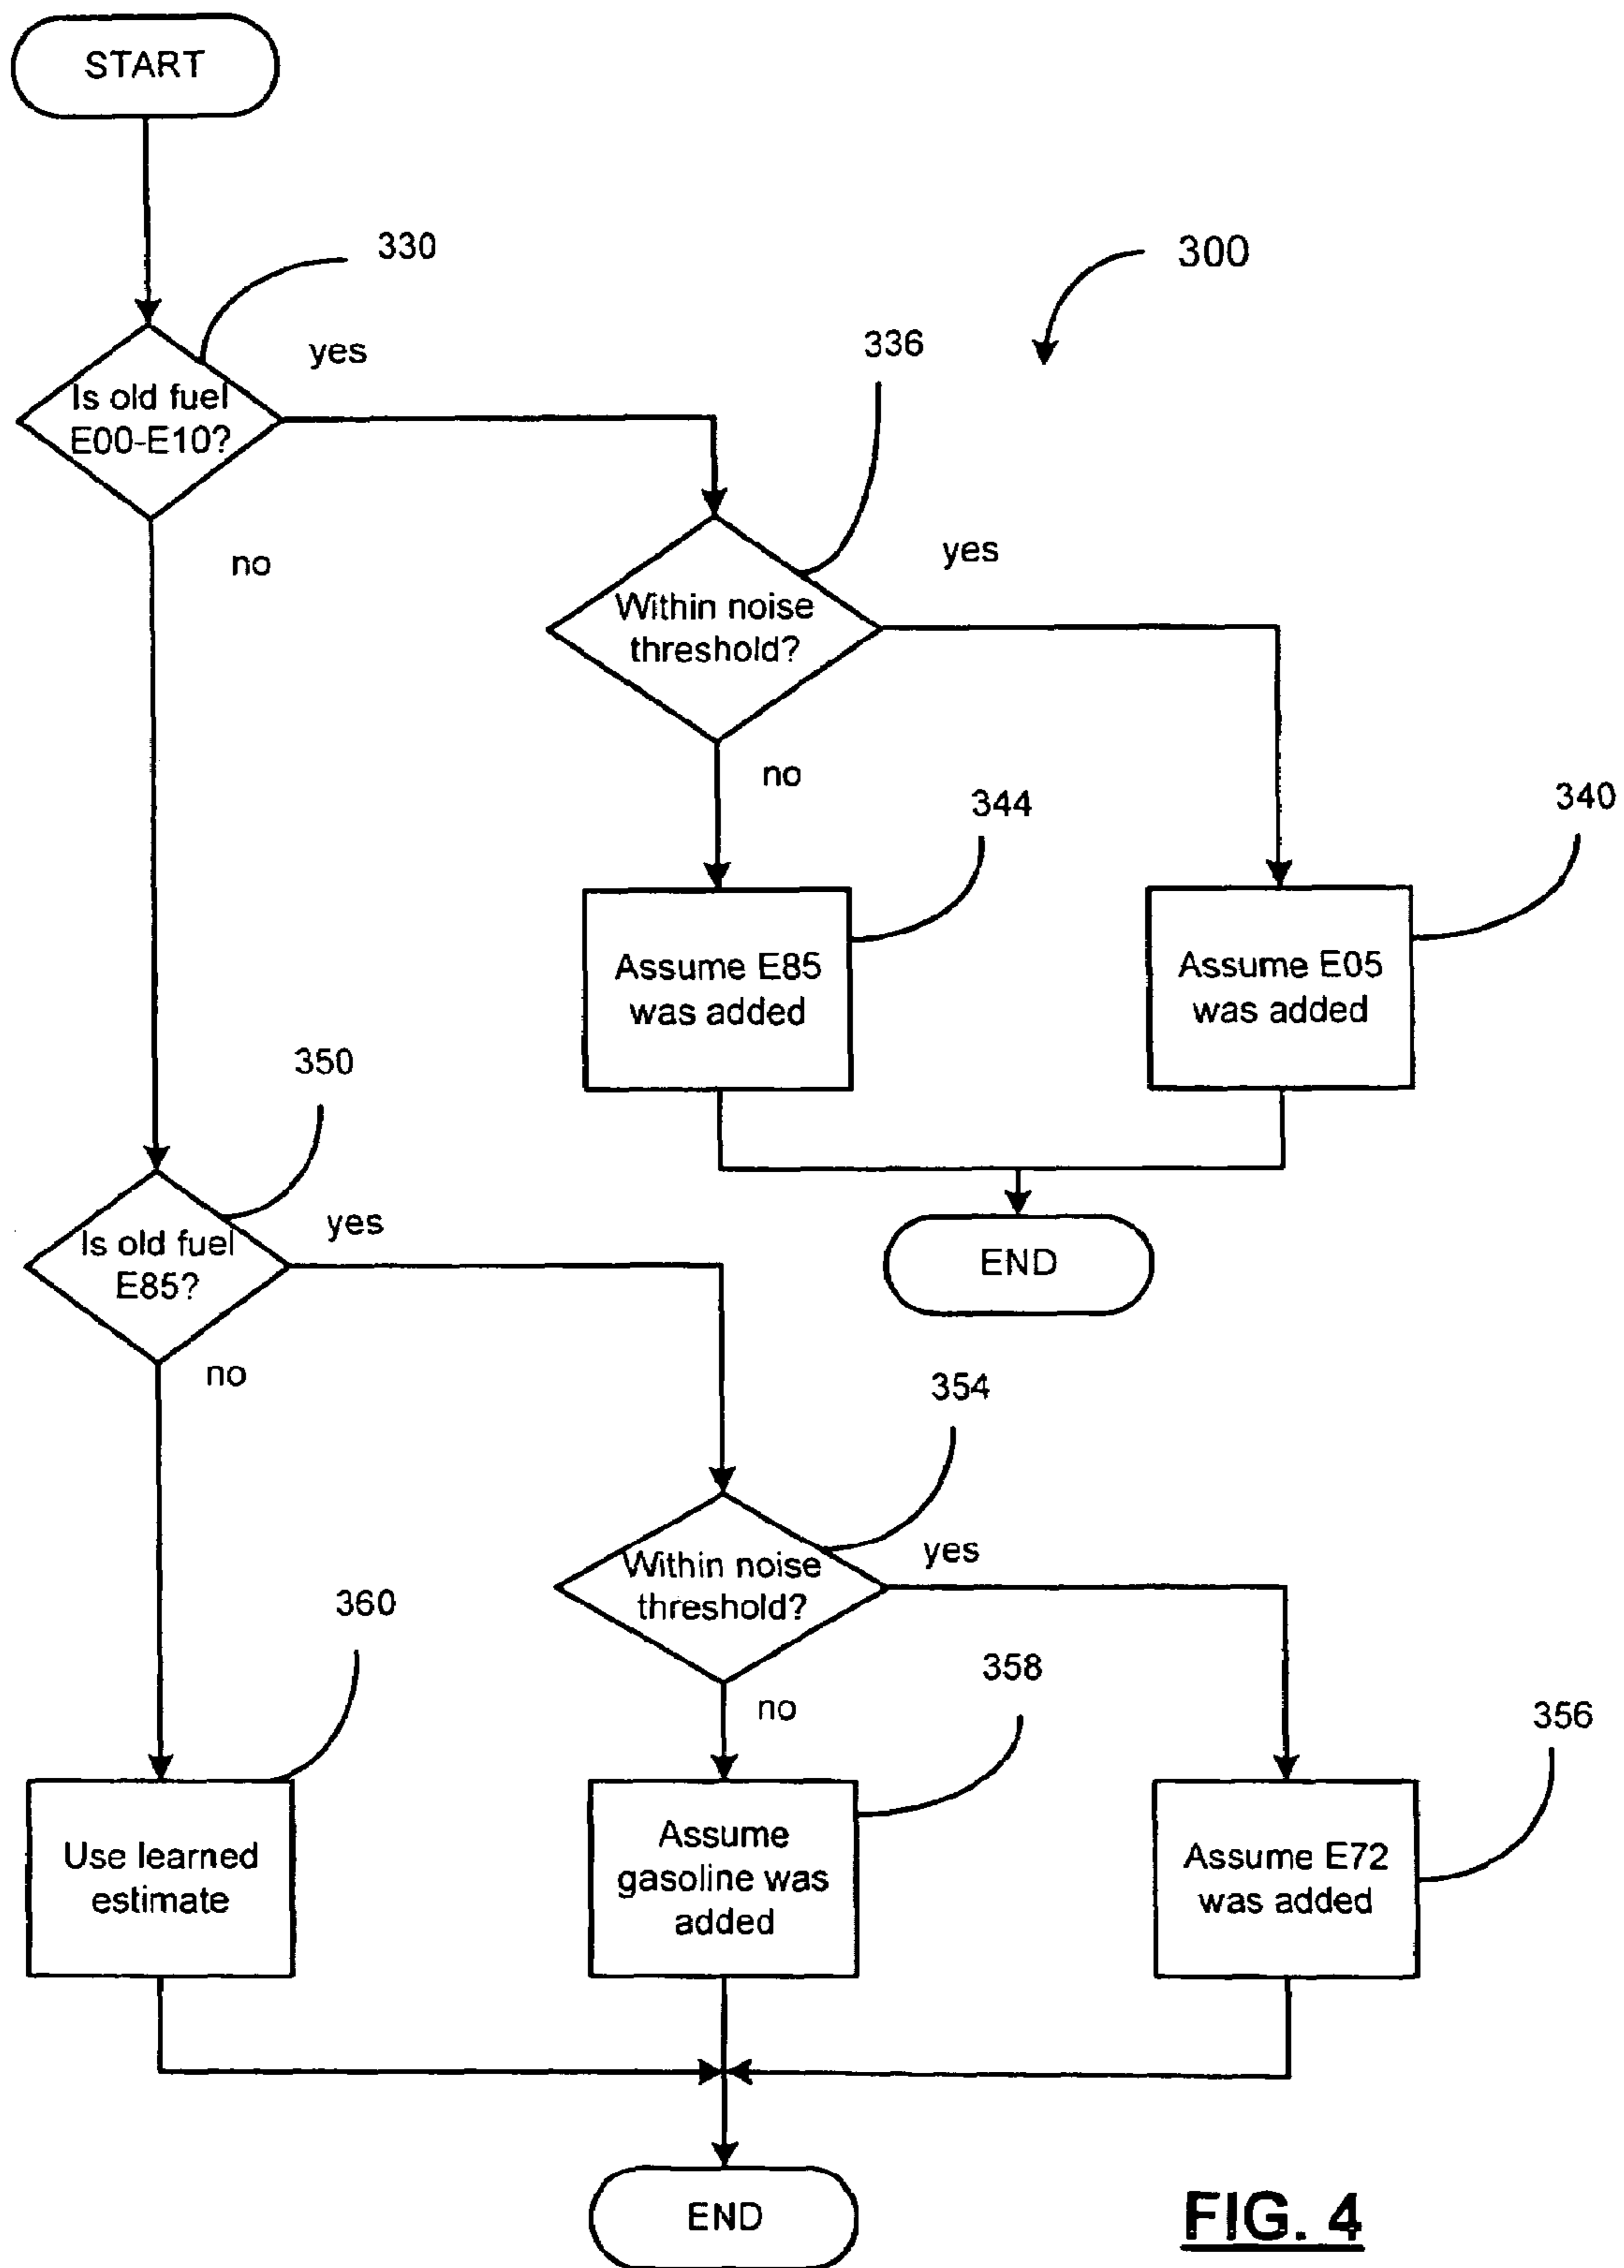 START
330
300
yes
336
Is old fuel
E00-E10?
no
yes
Within noise
threshold?
no
344
340
Assume E85
was added
Assume E05
was added
350
yes
Is old fuel
E85?
END
no
354
yes
Within noise
threshold?
360
358
no
356
Use learned
estimate
Assume
gasoline was
added
Assume E72
was added
END
FIG. 4